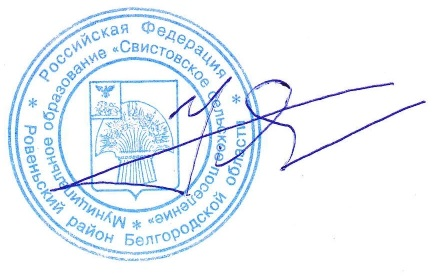 * Российская Федерация *
Ровеньский район Белгородской области
Муниципальное образование «Свистовское сельское поселение» *